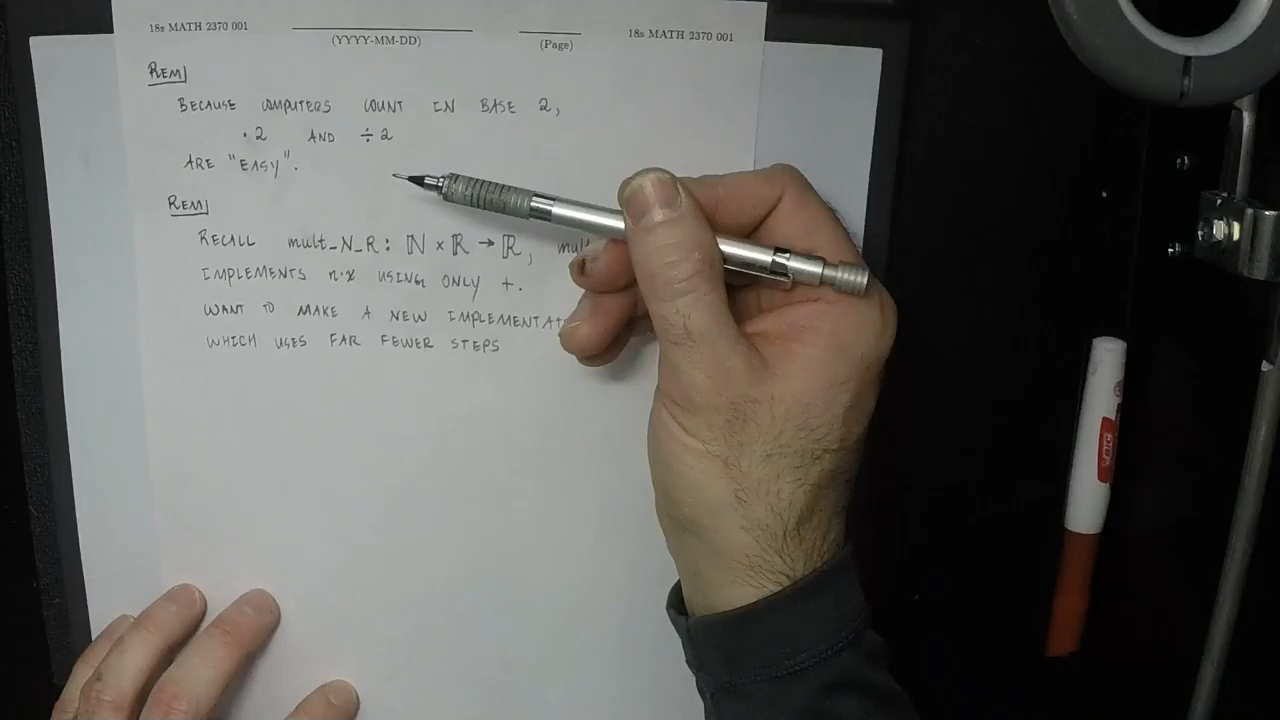 18s MATH 2370 001
(YYYY-MM-DD)
(Page)
18s MATH 2370 001
REM
BECAUSE COMPUTERS COUNT IN BASE 2,
·2 AND ÷2
ARE "EASY".
REM
RECALL mult_N_R: ℕ × ℝ → ℝ,
IMPLEMENTS n·x USING ONLY +.
WANT TO MAKE A NEW
WHICH USES FAR FEWER STEPS
BIC